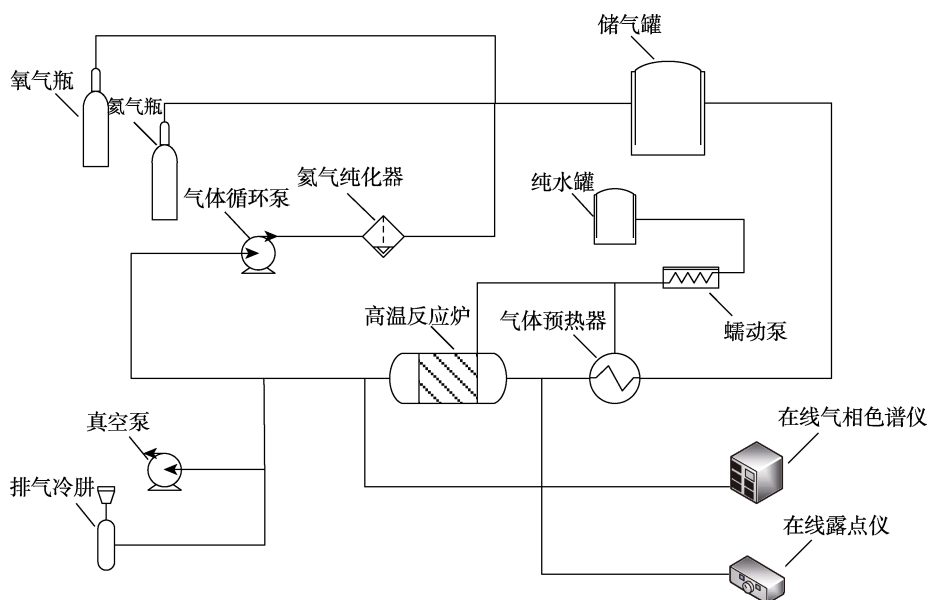 储气罐
氧气瓶
氦气瓶
氦气纯化器
纯水罐
气体循环泵
高温反应炉
气体预热器
蠕动泵
真空泵
在线气相色谱仪
排气冷阱
在线露点仪